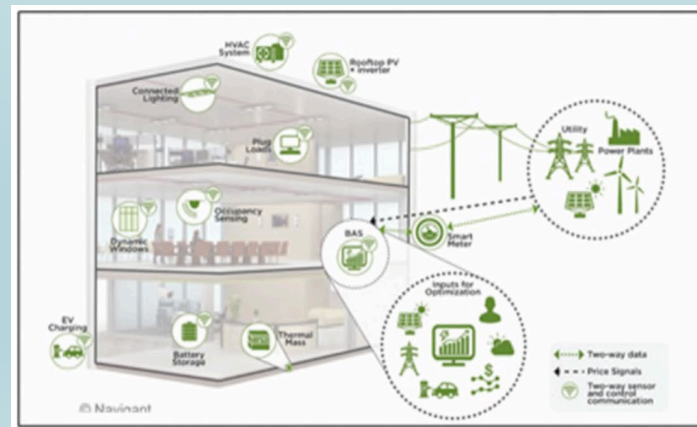 HVAC
System
Rooftop PV
+ inverter
Connected
Lighting
Plug
Loads
Utility
Power Plants
Occupancy
Sensing
Dynamic
Windows
BAS
Smart
Meter
Inputs for
Optimization
EV
Charging
Battery
Storage
Thermal
Mass
$
Two-way data
Price Signals
Two-way sensor
and control
communication
© Navigant